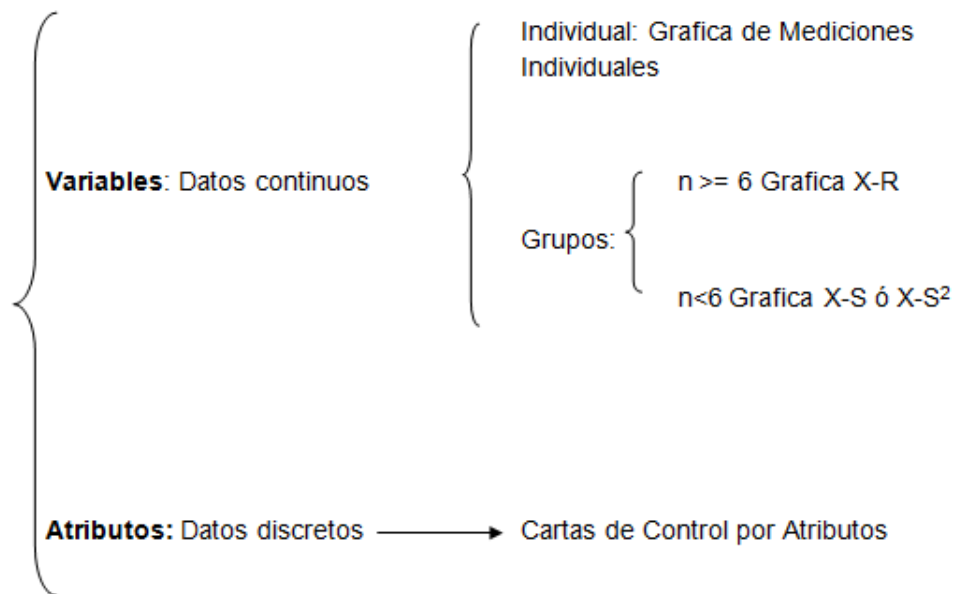 Individual: Grafica de Mediciones
Individuales
Variables: Datos continuos
n >= 6 Grafica X-R
Grupos:
n<6 Grafica X-S ó X-S²
Atributos: Datos discretos
Cartas de Control por Atributos